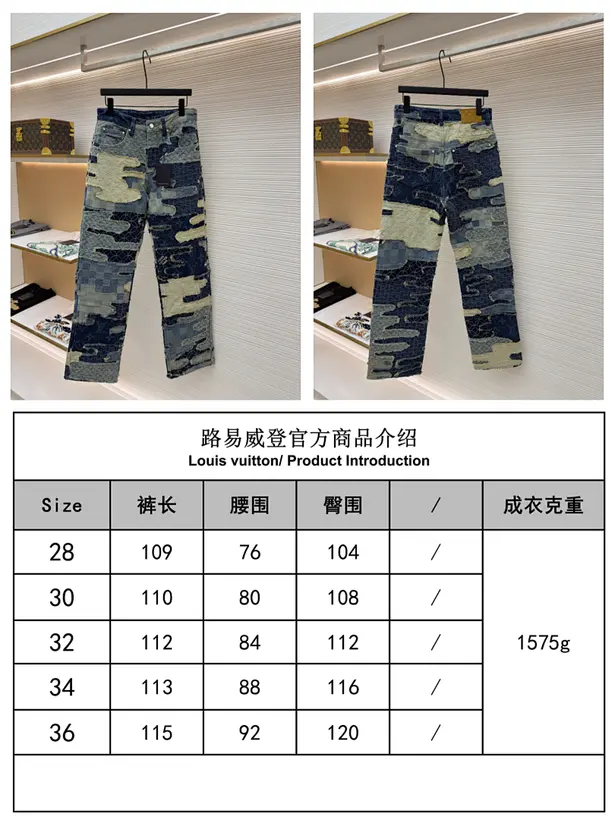 路易威登官方商品介绍
Louis vuitton/ Product Introduction
Size 裤长 腰围 臀围 / 成衣克重
28 109 76 104 /
30 110 80 108 /
32 112 84 112 / 1575g
34 113 88 116 /
36 115 92 120 /